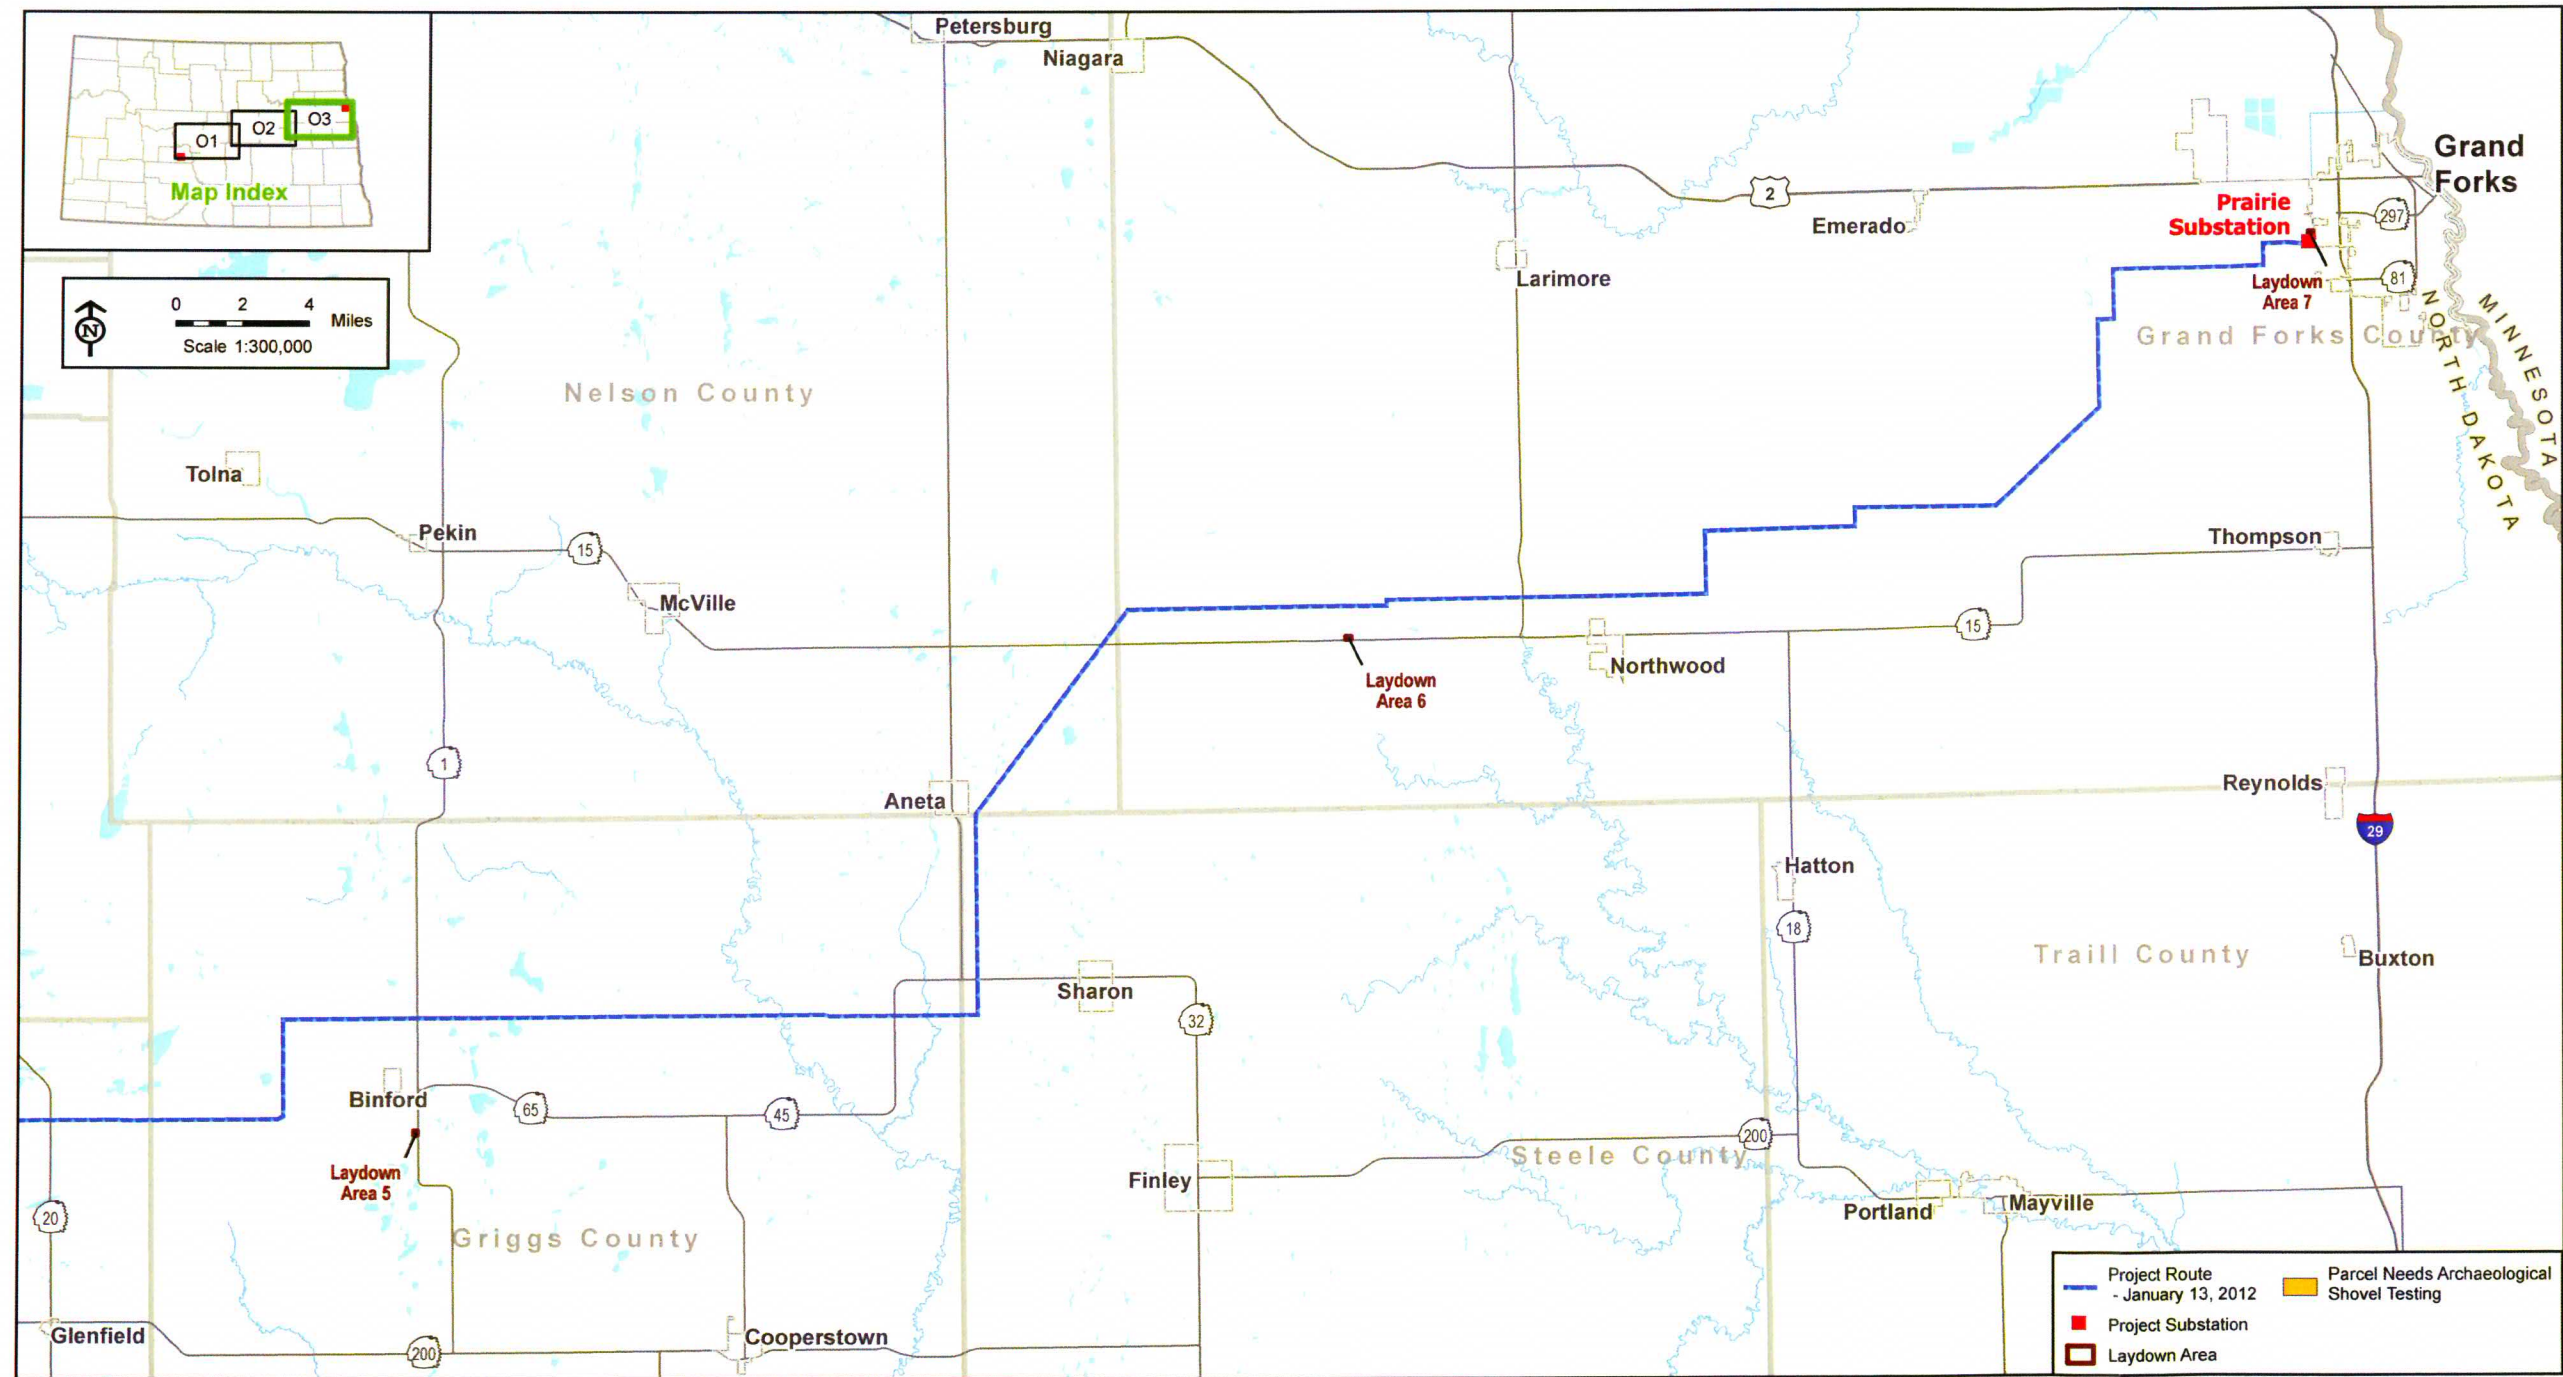 Petersburg
Niagara
O1
O2
O3
Map Index
0 2 4
Miles
Scale 1:300,000
N
Grand
Forks
2
Emerado
Prairie
Substation
297
81
Larimore
Laydown
Area 7
Grand Forks County
MINNESOTA
NORTH DAKOTA
Nelson County
Tolna
Pekin
15
McVille
Thompson
15
Northwood
Laydown
Area 6
1
Aneta
Reynolds
29
Hatton
18
Traill County
Buxton
Sharon
32
Binford
65
45
Laydown
Area 5
200
Steele County
Finley
Portland
Mayville
20
Griggs County
Glenfield
200
Cooperstown
Project Route
- January 13, 2012
Parcel Needs Archaeological
Shovel Testing
Project Substation
Laydown Area